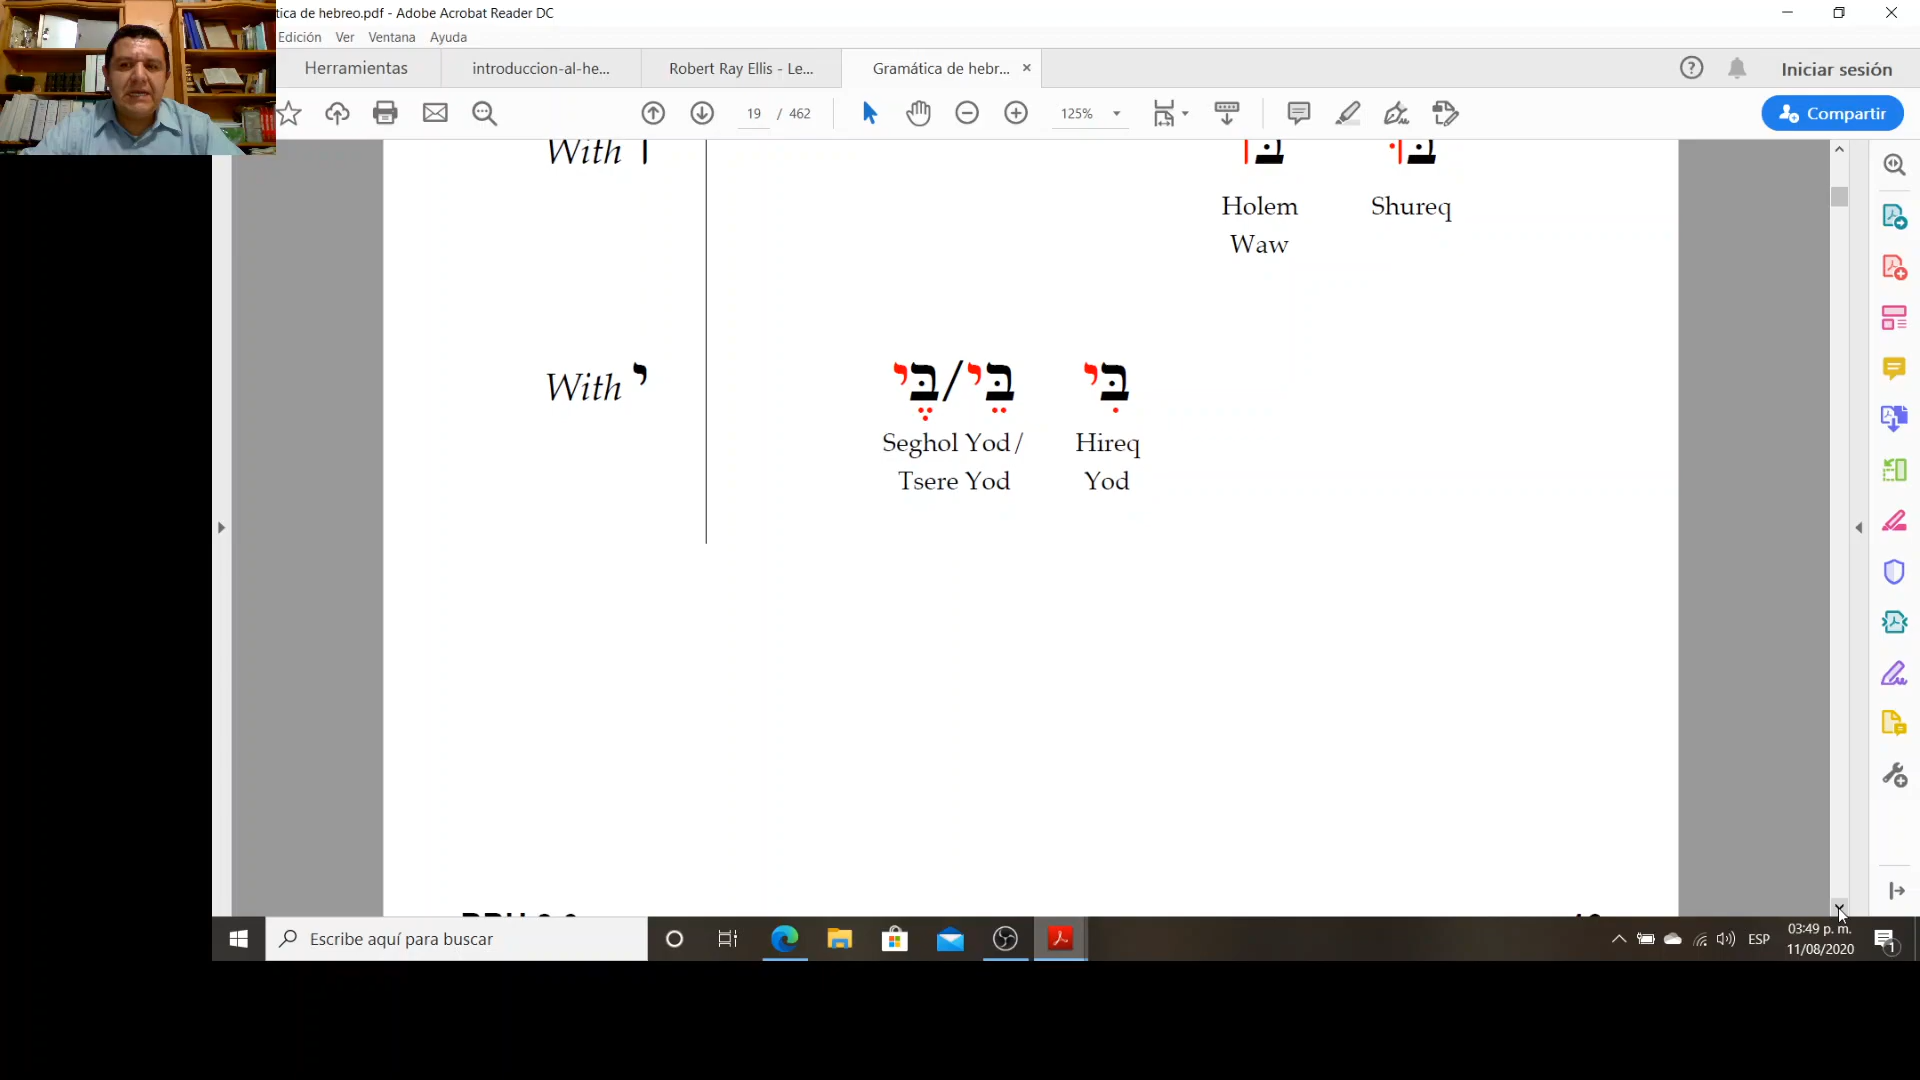 tica de hebreo.pdf - Adobe Acrobat Reader DC
Edición Ver Ventana Ayuda
Herramientas introduccion-al-he... Robert Ray Ellis - Le... Gramática de hebr... × Iniciar sesión
19 / 462 125% Compartir
With ו בּוֹ בּוּ
Holem Shureq
Waw
With י בֶּי/בֵּי בִּי
Seghol Yod/ Hireq
Tsere Yod Yod
Escribe aquí para buscar
ESP 03:49 p. m.
11/08/2020
1